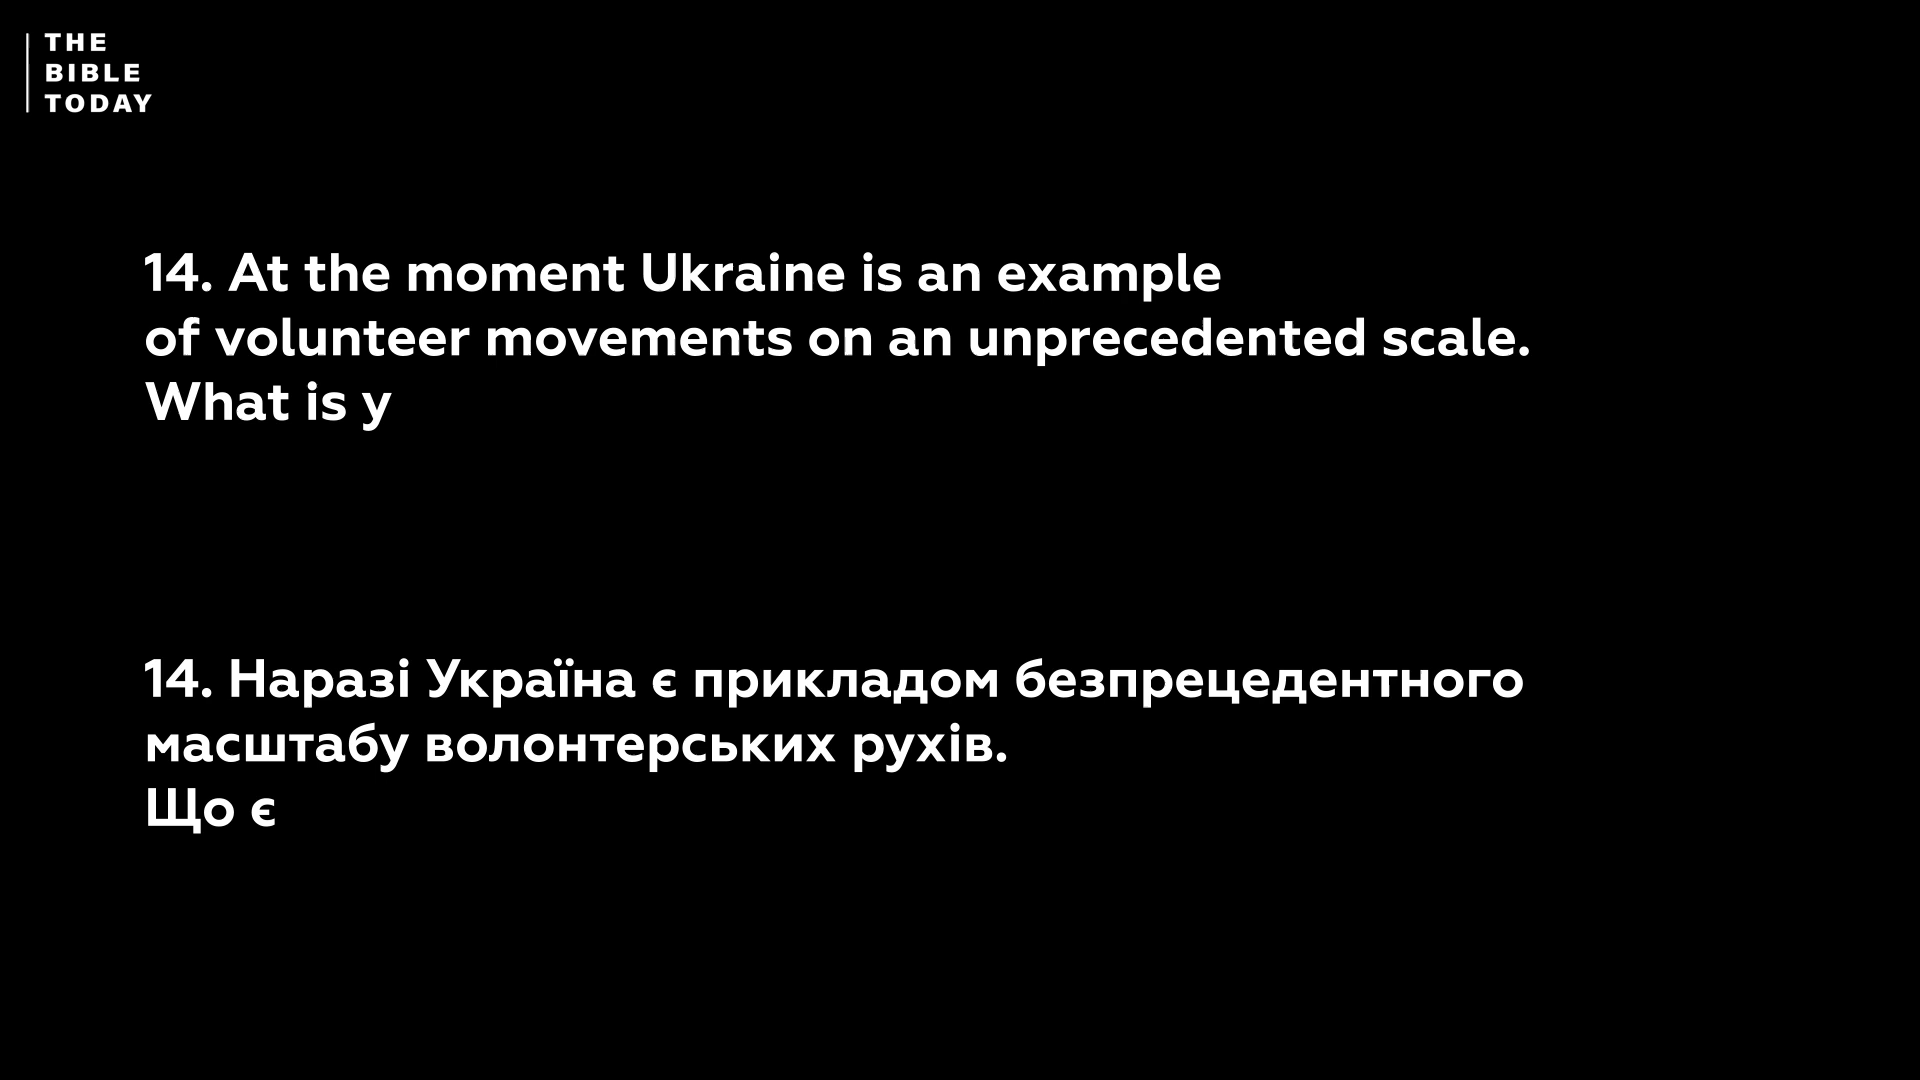 THE
BIBLE
TODAY
14. At the moment Ukraine is an example
of volunteer movements on an unprecedented scale.
What is y
14. Наразі Україна є прикладом безпрецедентного
масштабу волонтерських рухів.
Що є